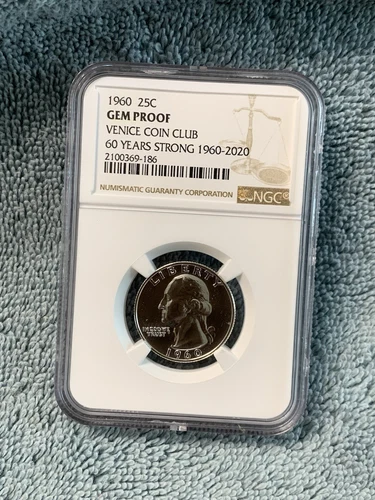 1960 25C
GEM PROOF
VENICE COIN CLUB
60 YEARS STRONG 1960-2020
2100369-186
NUMISMATIC GUARANTY CORPORATION
NGC
LIBERTY
IN GOD WE
TRUST
1960